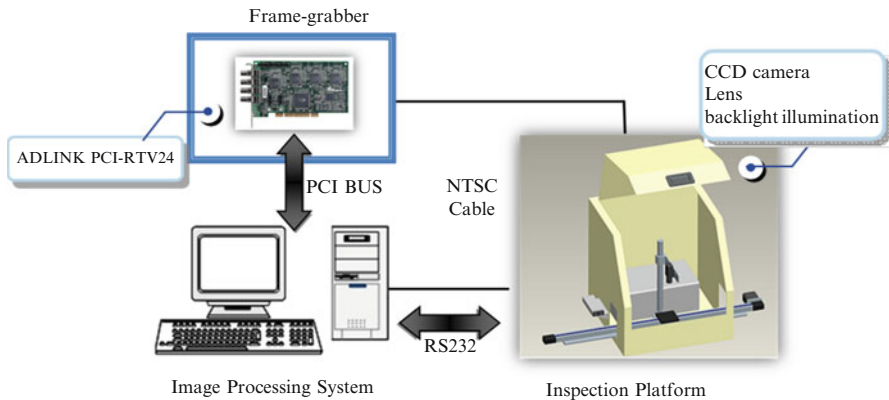 Frame-grabber
CCD camera
Lens
backlight illumination
ADLINK PCI-RTV24
PCI BUS
NTSC
Cable
RS232
Image Processing System
Inspection Platform